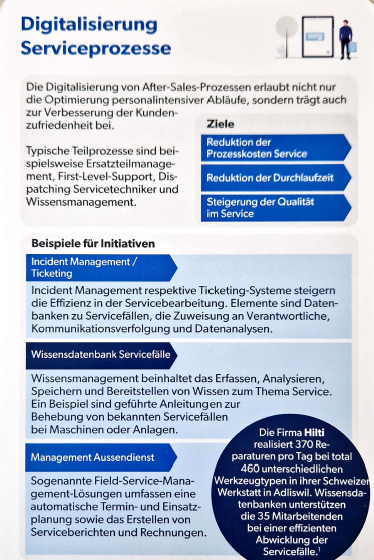 Digitalisierung
Serviceprozesse
Die Digitalisierung von After-Sales-Prozessen erlaubt nicht nur
die Optimierung personalintensiver Abläufe, sondern trägt auch
zur Verbesserung der Kunden-
zufriedenheit bei.
Typische Teilprozesse sind bei-
spielsweise Ersatzteilmanage-
ment, First-Level-Support, Dis-
patching Servicetechniker und
Wissensmanagement.
Ziele
Reduktion der
Prozesskosten Service
Reduktion der Durchlaufzeit
Steigerung der Qualität
im Service
Beispiele für Initiativen
Incident Management /
Ticketing
Incident Management respektive Ticketing-Systeme steigern
die Effizienz in der Servicebearbeitung. Elemente sind Daten-
banken zu Servicefällen, die Zuweisung an Verantwortliche,
Kommunikationsverfolgung und Datenanalysen.
Wissensdatenbank Servicefälle
Wissensmanagement beinhaltet das Erfassen, Analysieren,
Speichern und Bereitstellen von Wissen zum Thema Service.
Ein Beispiel sind geführte Anleitungen zur
Behebung von bekannten Servicefällen
bei Maschinen oder Anlagen.
Management Aussendienst
Sogenannte Field-Service-Mana-
gement-Lösungen umfassen eine
automatische Termin- und Einsatz-
planung sowie das Erstellen von
Serviceberichten und Rechnungen.
Die Firma Hilti
realisiert 370 Re-
paraturen pro Tag bei total
460 unterschiedlichen
Werkzeugtypen in ihrer Schweizer
Werkstatt in Adliswil. Wissensda-
tenbanken unterstützen
die 35 Mitarbeitenden
bei einer effizienten
Abwicklung der
Servicefälle.¹